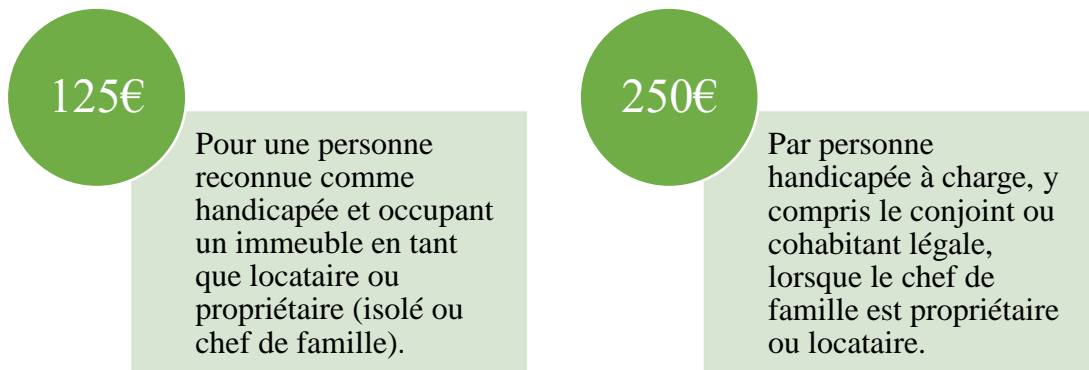 125€
Pour une personne
reconnue comme
handicapée et occupant
un immeuble en tant
que locataire ou
propriétaire (isolé ou
chef de famille).
250€
Par personne
handicapée à charge, y
compris le conjoint ou
cohabitant légale,
lorsque le chef de
famille est propriétaire
ou locataire.